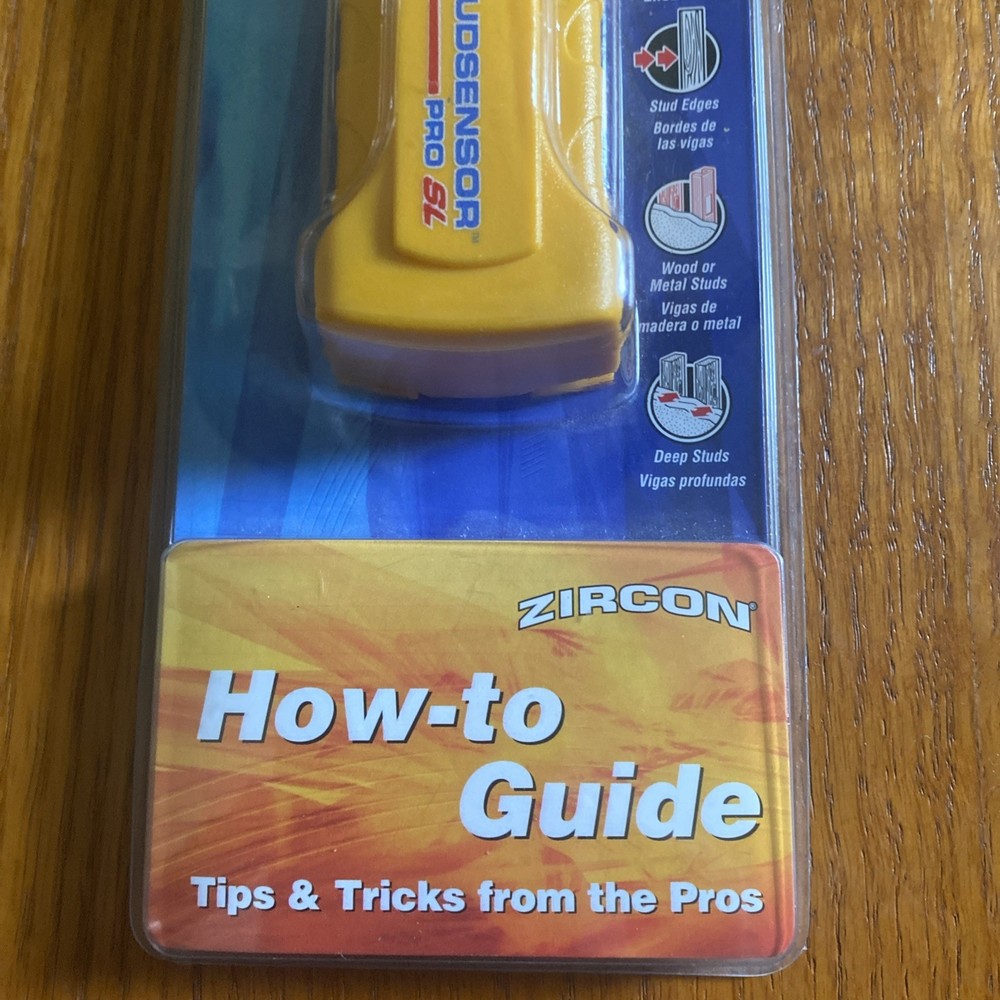 UDSENSOR™
PRO SL
Stud Edges
Bordes de
las vigas
Wood or
Metal Studs
Vigas de
madera o metal
Deep Studs
Vigas profundas
ZIRCON®
How-to
Guide
Tips & Tricks from the Pros